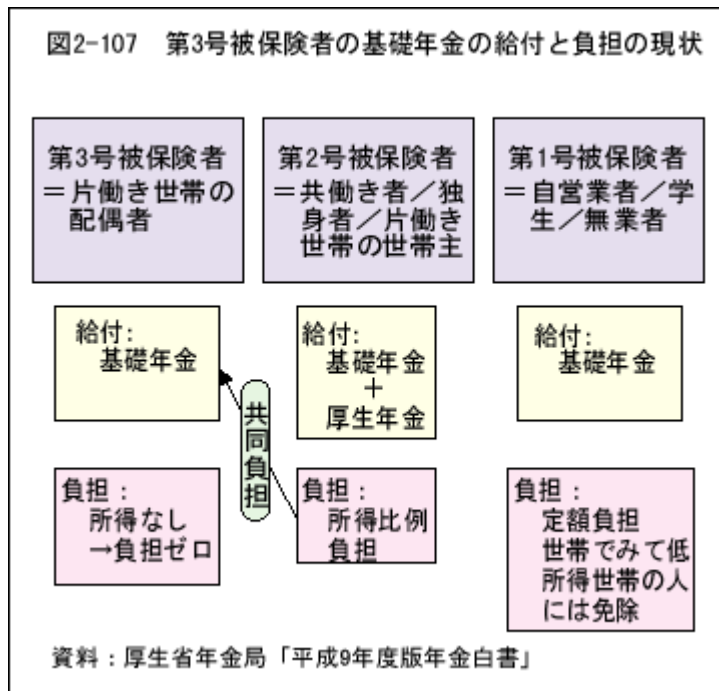 図2-107 第3号被保険者の基礎年金の給付と負担の現状
第3号被保険者
＝片働き世帯の
配偶者
第2号被保険者
＝共働き者／独
身者／片働き
世帯の世帯主
第1号被保険者
＝自営業者／学
生／無業者
給付：
基礎年金
給付：
基礎年金
＋
厚生年金
給付：
基礎年金
共同負担
負担：
所得なし
→負担ゼロ
負担：
所得比例
負担
負担：
定額負担
世帯でみて低
所得世帯の人
には免除
資料：厚生省年金局「平成9年度版年金白書」